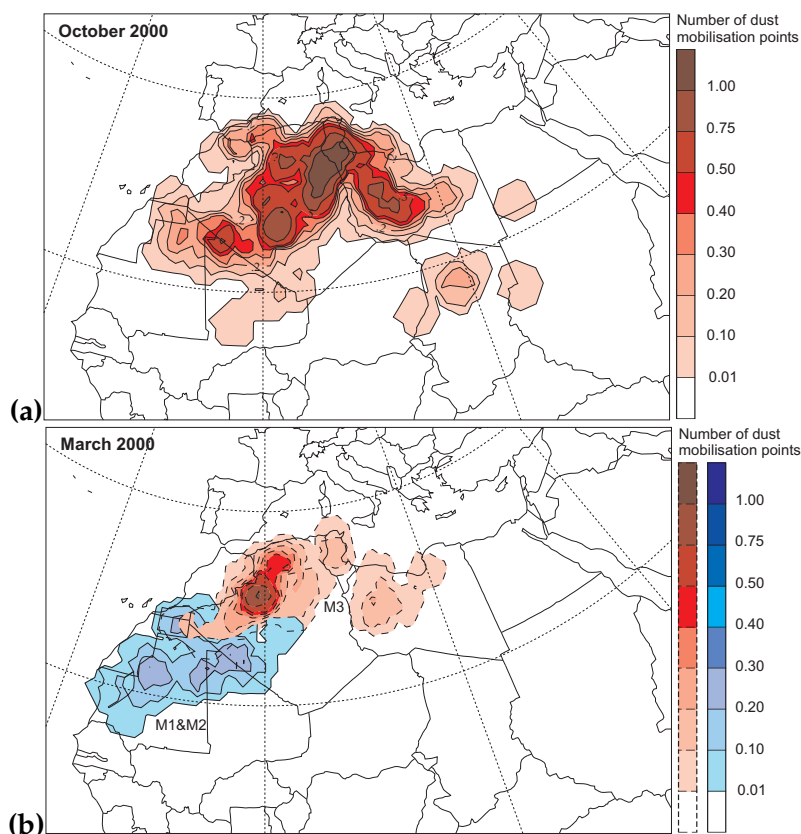 October 2000
Number of dust
mobilisation points
1.00
0.75
0.50
0.40
0.30
0.20
0.10
0.01
(a)
March 2000
Number of dust
mobilisation points
1.00
0.75
0.50
0.40
0.30
0.20
0.10
0.01
M3
M1&M2
(b)